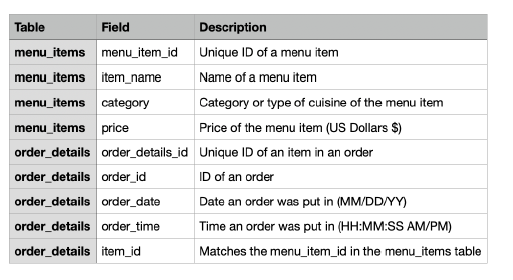 Table Field Description
menu_items menu_item_id Unique ID of a menu item
menu_items item_name Name of a menu item
menu_items category Category or type of cuisine of the menu item
menu_items price Price of the menu item (US Dollars $)
order_details order_details_id Unique ID of an item in an order
order_details order_id ID of an order
order_details order_date Date an order was put in (MM/DD/YY)
order_details order_time Time an order was put in (HH:MM:SS AM/PM)
order_details item_id Matches the menu_item_id in the menu_items table